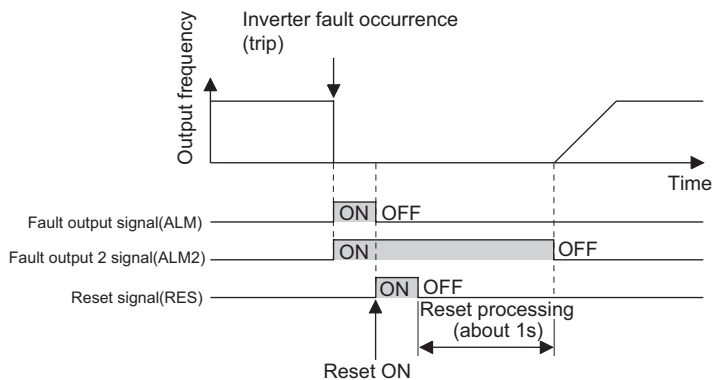 Inverter fault occurrence
(trip)
Output frequency
Time
Fault output signal(ALM)
ON OFF
Fault output 2 signal(ALM2)
ON OFF
Reset signal(RES)
ON OFF
Reset processing
(about 1s)
Reset ON